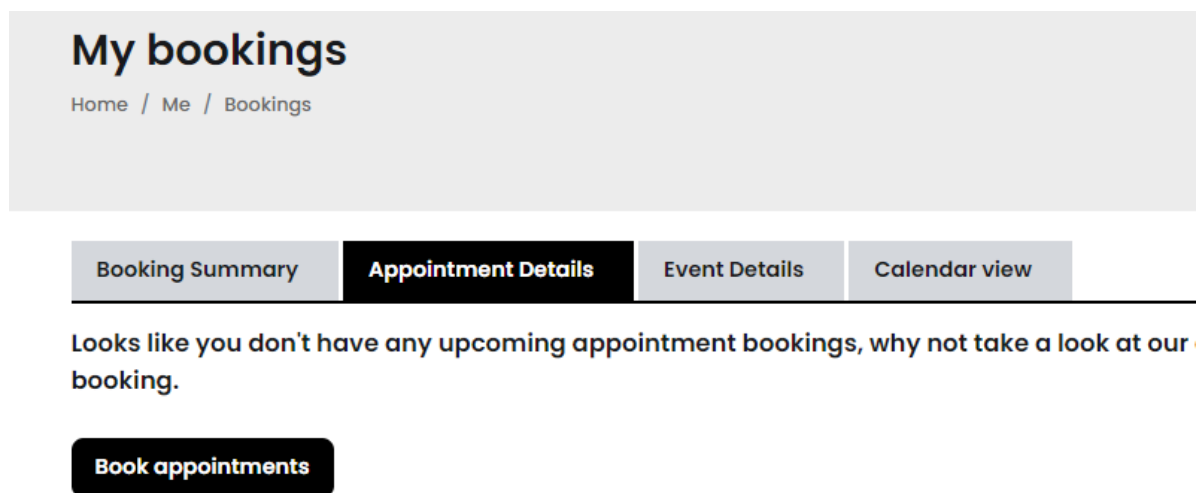 My bookings
Home / Me / Bookings
Booking Summary Appointment Details Event Details Calendar view
Looks like you don't have any upcoming appointment bookings, why not take a look at our
booking.
Book appointments